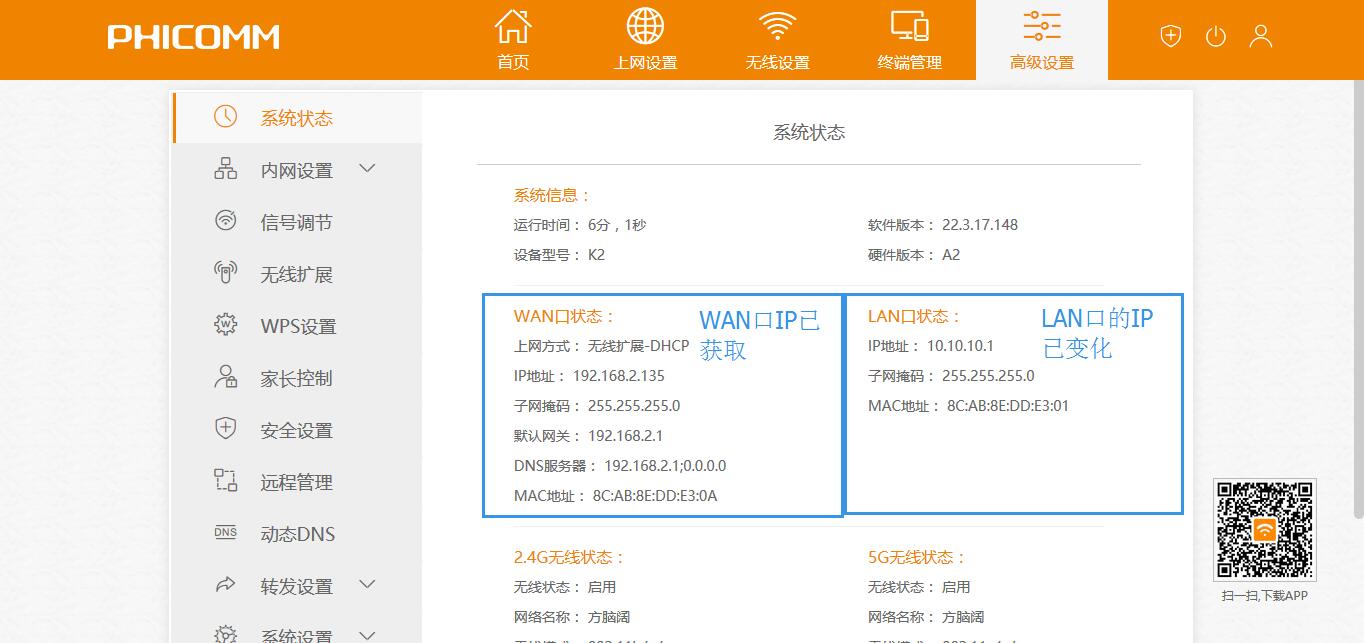 PHICOMM
首页
上网设置
无线设置
终端管理
高级设置
系统状态
内网设置
信号调节
无线扩展
WPS设置
家长控制
安全设置
远程管理
DNS 动态DNS
转发设置
系统设置
系统状态
系统信息：
运行时间： 6分，1秒
软件版本： 22.3.17.148
设备型号： K2
硬件版本： A2
WAN口状态：
WAN口IP已
获取
上网方式： 无线扩展-DHCP
IP地址： 192.168.2.135
子网掩码： 255.255.255.0
默认网关： 192.168.2.1
DNS服务器： 192.168.2.1;0.0.0.0
MAC地址： 8C:AB:8E:DD:E3:0A
LAN口状态：
LAN口的IP
已变化
IP地址： 10.10.10.1
子网掩码： 255.255.255.0
MAC地址： 8C:AB:8E:DD:E3:01
2.4G无线状态：
无线状态： 启用
网络名称： 方脑阔
5G无线状态：
无线状态： 启用
网络名称： 方脑阔
扫一扫,下载APP